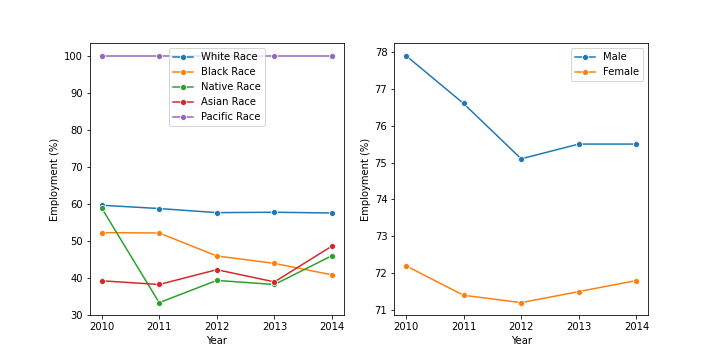 100
90
80
70
60
50
40
30
Employment (%)
2010 2011 2012 2013 2014
Year
White Race
Black Race
Native Race
Asian Race
Pacific Race
78
77
76
75
74
73
72
71
Employment (%)
2010 2011 2012 2013 2014
Year
Male
Female